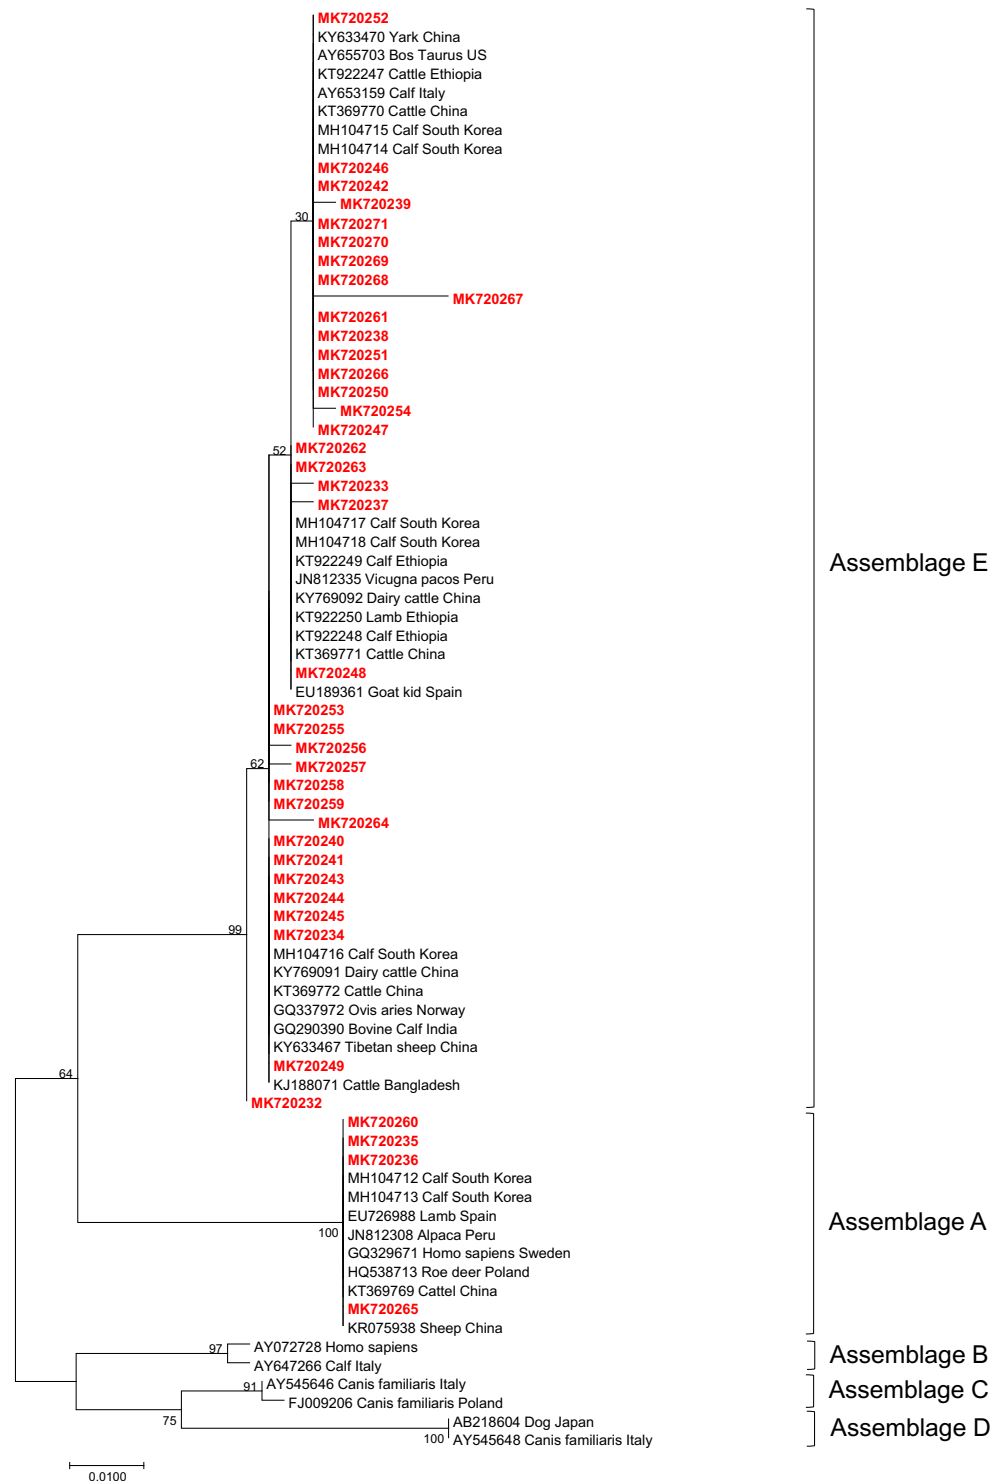 MK720252
KY633470 Yark China
AY655703 Bos Taurus US
KT922247 Cattle Ethiopia
AY653159 Calf Italy
KT369770 Cattle China
MH104715 Calf South Korea
MH104714 Calf South Korea
MK720246
MK720242
MK720239
30
MK720271
MK720270
MK720269
MK720268
MK720267
MK720261
MK720238
MK720251
MK720266
MK720250
MK720254
MK720247
52
MK720262
MK720263
MK720233
MK720237
MH104717 Calf South Korea
MH104718 Calf South Korea
KT922249 Calf Ethiopia
Assemblage E
JN812335 Vicugna pacos Peru
KY769092 Dairy cattle China
KT922250 Lamb Ethiopia
KT922248 Calf Ethiopia
KT369771 Cattle China
MK720248
EU189361 Goat kid Spain
MK720253
MK720255
MK720256
62
MK720257
MK720258
MK720259
MK720264
MK720240
MK720241
MK720243
MK720244
MK720245
99
MK720234
MH104716 Calf South Korea
KY769091 Dairy cattle China
KT369772 Cattle China
GQ337972 Ovis aries Norway
GQ290390 Bovine Calf India
KY633467 Tibetan sheep China
MK720249
64
KJ188071 Cattle Bangladesh
MK720232
MK720260
MK720235
MK720236
MH104712 Calf South Korea
MH104713 Calf South Korea
EU726988 Lamb Spain
Assemblage A
100
JN812308 Alpaca Peru
GQ329671 Homo sapiens Sweden
HQ538713 Roe deer Poland
KT369769 Cattel China
MK720265
KR075938 Sheep China
97
AY072728 Homo sapiens
Assemblage B
AY647266 Calf Italy
91
AY545646 Canis familiaris Italy
Assemblage C
FJ009206 Canis familiaris Poland
75
AB218604 Dog Japan
Assemblage D
100
AY545648 Canis familiaris Italy
0.0100